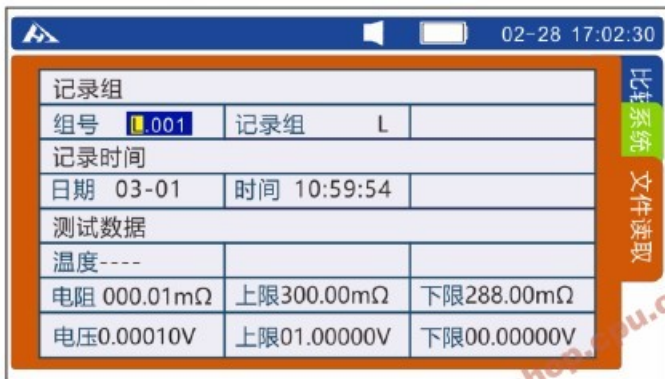 02-28 17:02:30
记录组
组号 L.001 记录组 L
记录时间
日期 03-01 时间 10:59:54
测试数据
温度----
电阻 000.01mΩ 上限300.00mΩ 下限288.00mΩ
电压0.00010V 上限01.00000V 下限00.00000V
比较
系统
文件读取
hop.cpu.co